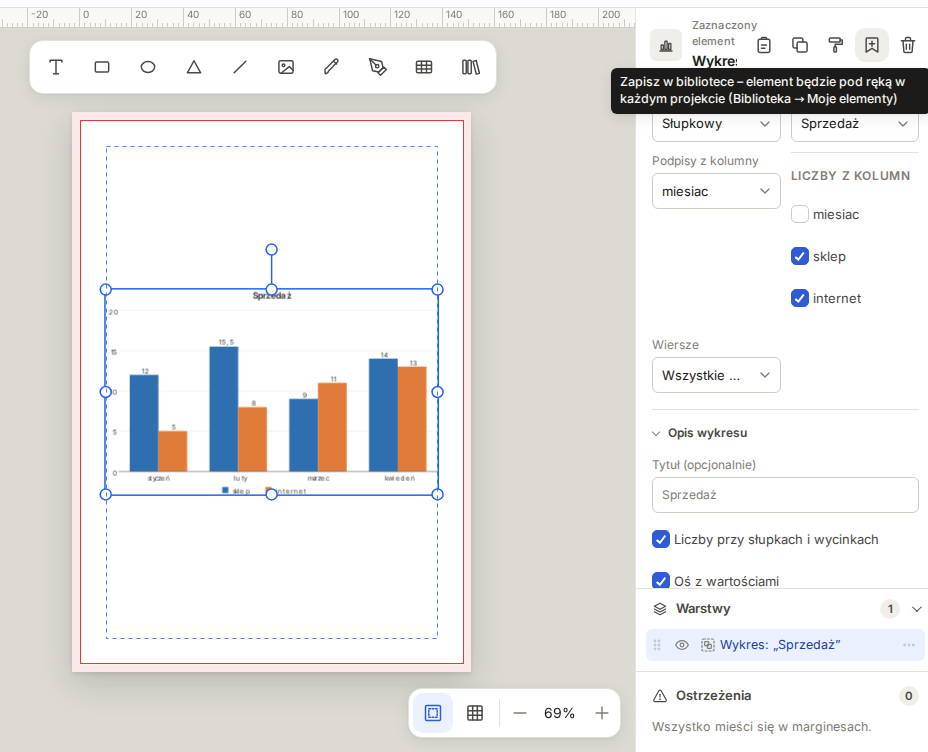 -20 0 20 40 60 80 100 120 140 160 180 200
Zaznaczony
element
Wykres
Zapisz w bibliotece – element będzie pod ręką w
każdym projekcie (Biblioteka → Moje elementy)
Słupkowy
Sprzedaż
Podpisy z kolumny
miesiac
LICZBY Z KOLUMN
miesiac
sklep
internet
Wiersze
Wszystkie ...
Opis wykresu
Tytuł (opcjonalnie)
Sprzedaż
Liczby przy słupkach i wycinkach
Oś z wartościami
Warstwy
1
Wykres: „Sprzedaż”
Ostrzeżenia
0
Wszystko mieści się w marginesach.
Sprzedaż
20
15
10
5
0
12
5
15,5
8
9
11
14
13
styczeń
luty
marzec
kwiecień
sklep
internet
69%